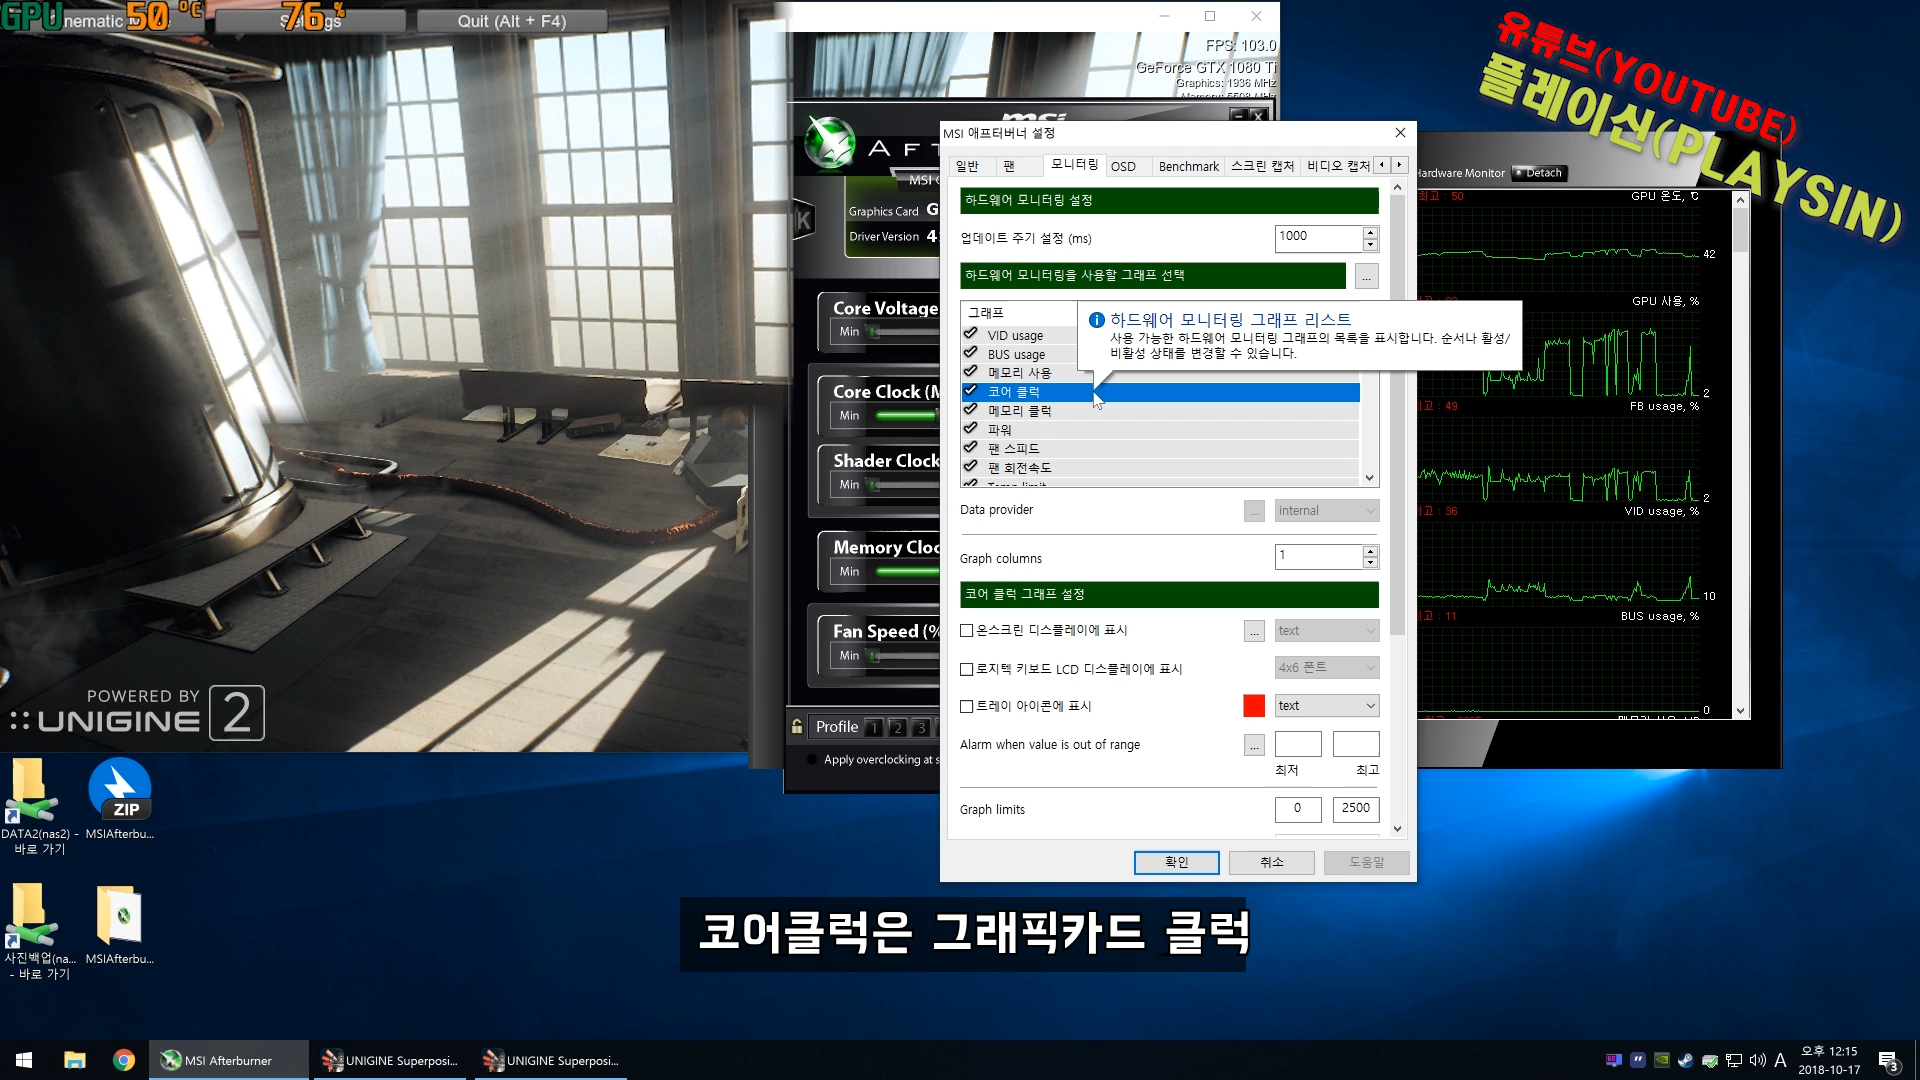 GPU 50 °C 76 %
Quit (Alt + F4)
FPS: 103.0
GeForce GTX 1080 Ti
Graphics: 1936 MHz
유튜브(YOUTUBE)
플레이신(PLAYSIN)
MSI 애프터버너 설정
일반 팬 모니터링 OSD Benchmark 스크린 캡처 비디오 캡처
하드웨어 모니터링 설정
업데이트 주기 설정 (ms) 1000
하드웨어 모니터링을 사용할 그래프 선택 ...
그래프
하드웨어 모니터링 그래프 리스트
사용 가능한 하드웨어 모니터링 그래프의 목록을 표시합니다. 순서나 활성/
비활성 상태를 변경할 수 있습니다.
VID usage
BUS usage
메모리 사용
코어 클럭
메모리 클럭
파워
팬 스피드
팬 회전속도
Temp limit
Data provider ... internal
Graph columns 1
코어 클럭 그래프 설정
온스크린 디스플레이에 표시 ... text
로지텍 키보드 LCD 디스플레이에 표시 4x6 폰트
트레이 아이콘에 표시 text
Alarm when value is out of range ...
최저 최고
Graph limits 0 2500
확인 취소 도움말
Graphics Card G
Driver Version 4
Core Voltage
Min
Core Clock (M
Min
Shader Clock
Min
Memory Cloc
Min
Fan Speed (%
Min
Profile 1 2 3
Apply overclocking at s
Hardware Monitor Detach
최고 : 50 GPU 온도, ℃
42
GPU 사용, %
2
최고 : 49 FB usage, %
2
최고 : 36 VID usage, %
10
최고 : 11 BUS usage, %
0
POWERED BY
UNIGINE 2
DATA2(nas2) -
바로 가기
ZIP
MSIAfterbu...
사진백업(na...
- 바로 가기
MSIAfterbu...
코어클럭은 그래픽카드 클럭
MSI Afterburner
UNIGINE Superposi...
UNIGINE Superposi...
A
오후 12:15
2018-10-17
3